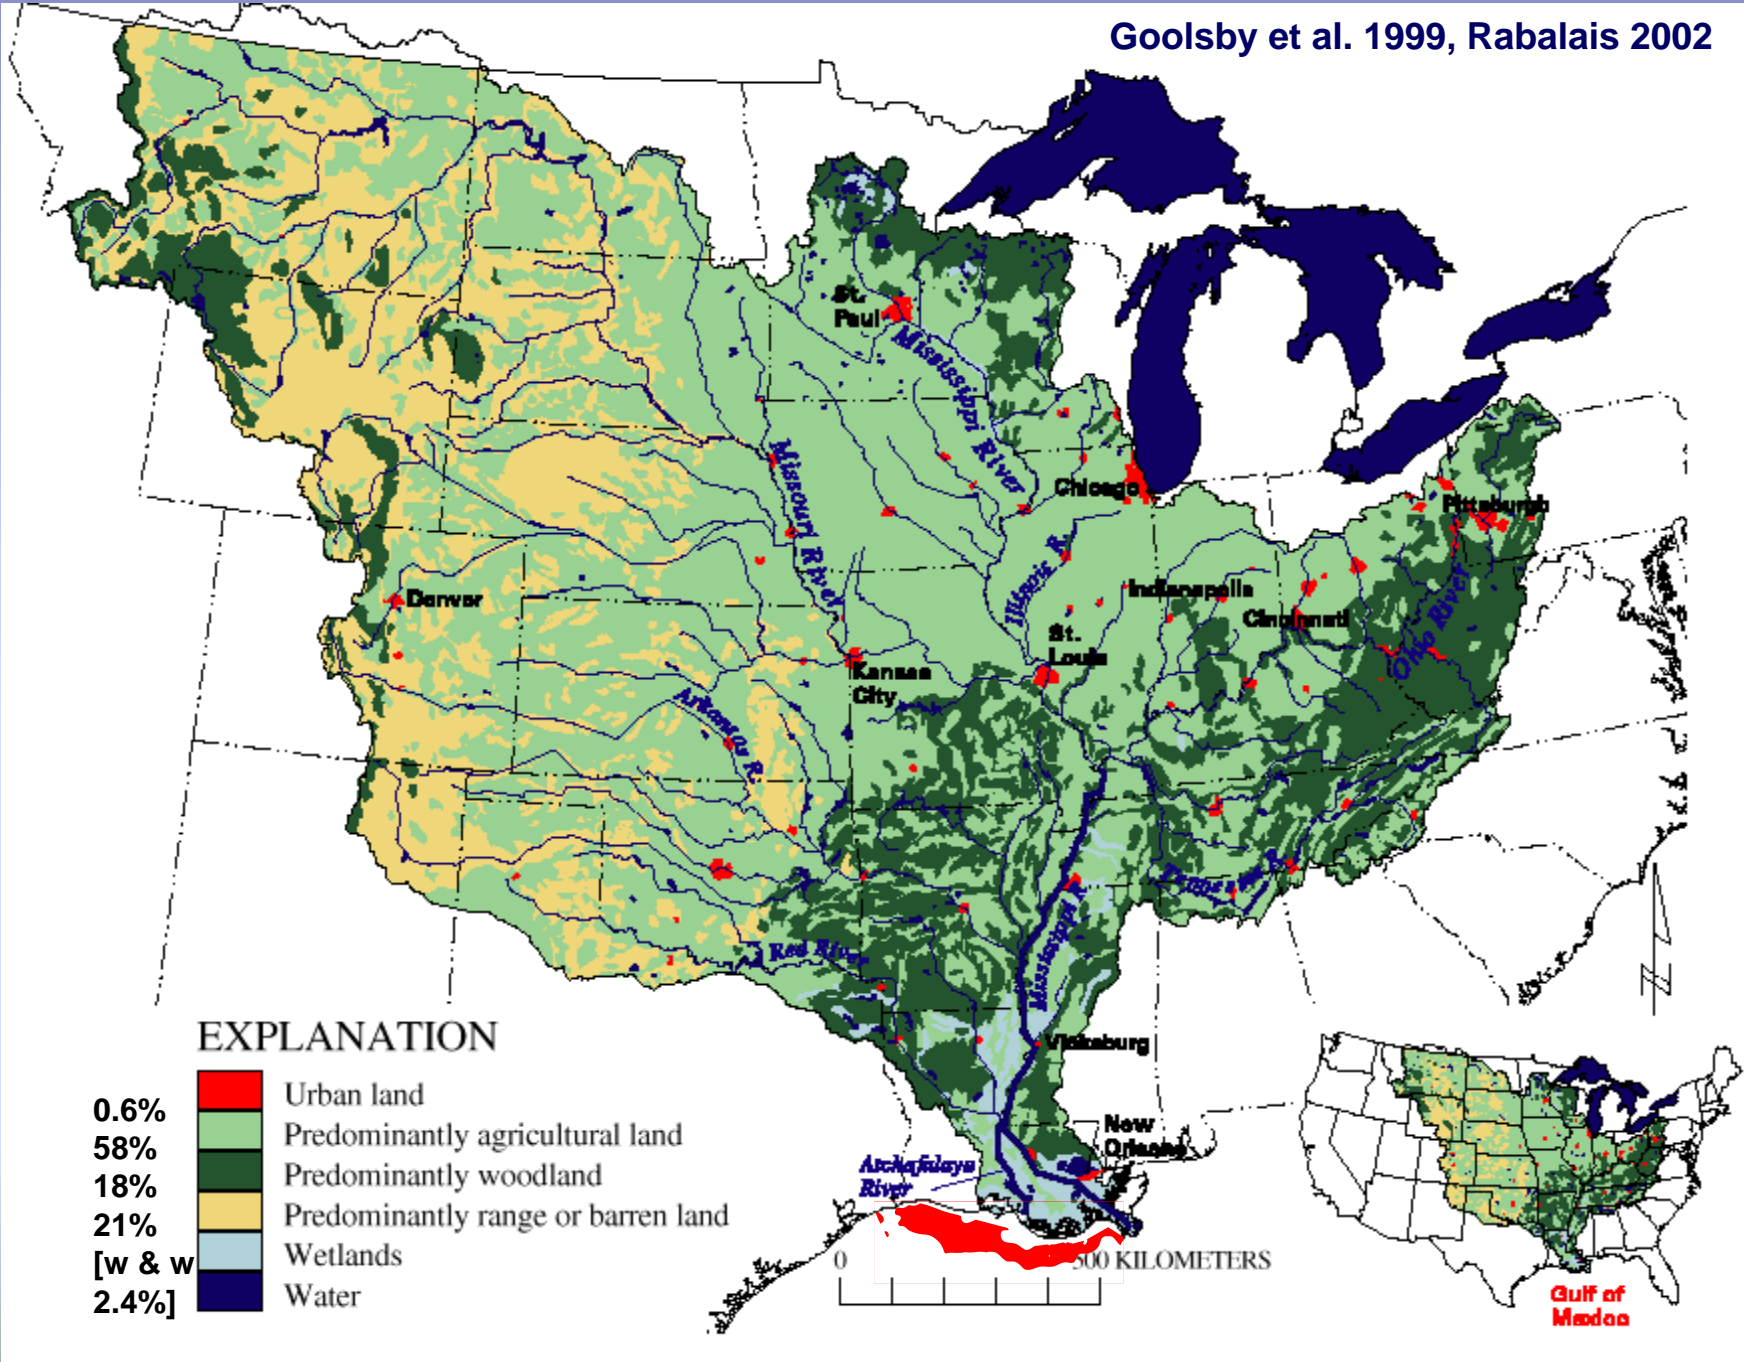 Goolsby et al. 1999, Rabalais 2002
St.
Paul
Mississippi River
Missouri River
Chicago
Pittsburgh
Illinois R.
Indianapolis
Cincinnati
Ohio River
Denver
St.
Louis
Kansas
City
Arkansas R.
Tennessee R.
Mississippi R.
Red River
Vicksburg
New
Orleans
Atchafalaya
River
EXPLANATION
0.6% Urban land
58% Predominantly agricultural land
18% Predominantly woodland
21% Predominantly range or barren land
[w & w Wetlands
2.4%] Water
0 500 KILOMETERS
Gulf of
Mexico